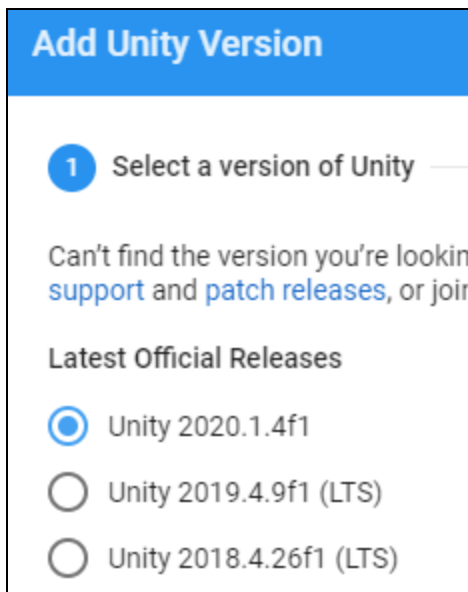 Add Unity Version
1 Select a version of Unity
Can't find the version you're lookin
support and patch releases, or join
Latest Official Releases
Unity 2020.1.4f1
Unity 2019.4.9f1 (LTS)
Unity 2018.4.26f1 (LTS)